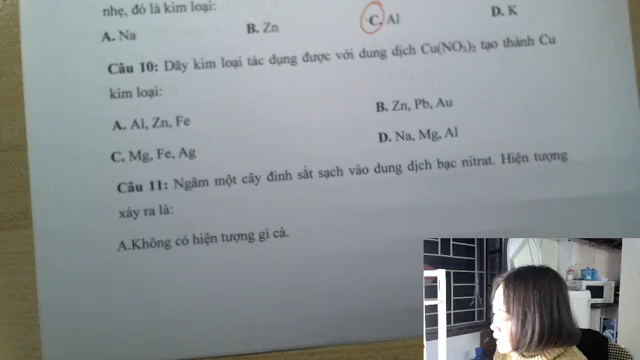 nhẹ, đó là kim loại:
A. Na B. Zn C. Al D. K
Câu 10: Dãy kim loại tác dụng được với dung dịch Cu(NO₃)₂ tạo thành Cu
kim loại:
A. Al, Zn, Fe B. Zn, Pb, Au
C. Mg, Fe, Ag D. Na, Mg, Al
Câu 11: Ngâm một cây đinh sắt sạch vào dung dịch bạc nitrat. Hiện tượng
xảy ra là:
A.Không có hiện tượng gì cả.